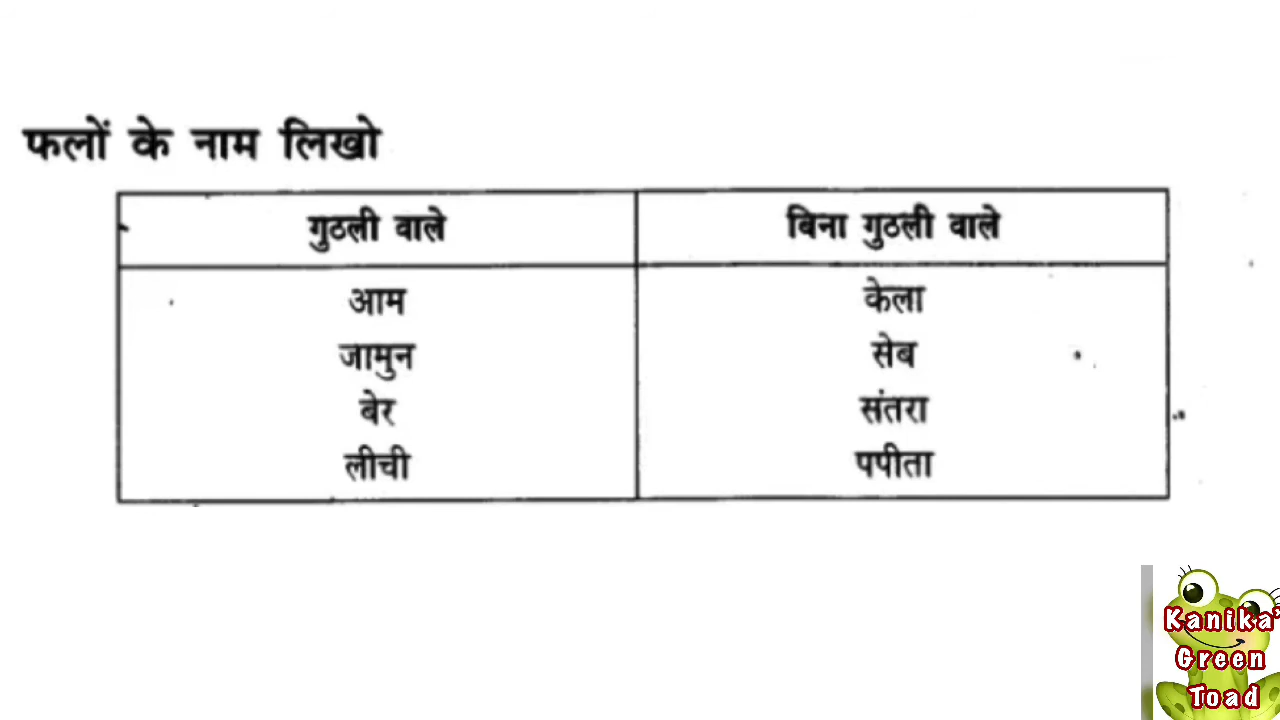 फलों के नाम लिखो
गुठली वाले बिना गुठली वाले
आम केला
जामुन सेब
बेर संतरा
लीची पपीता
Kanika'
Green
Toad